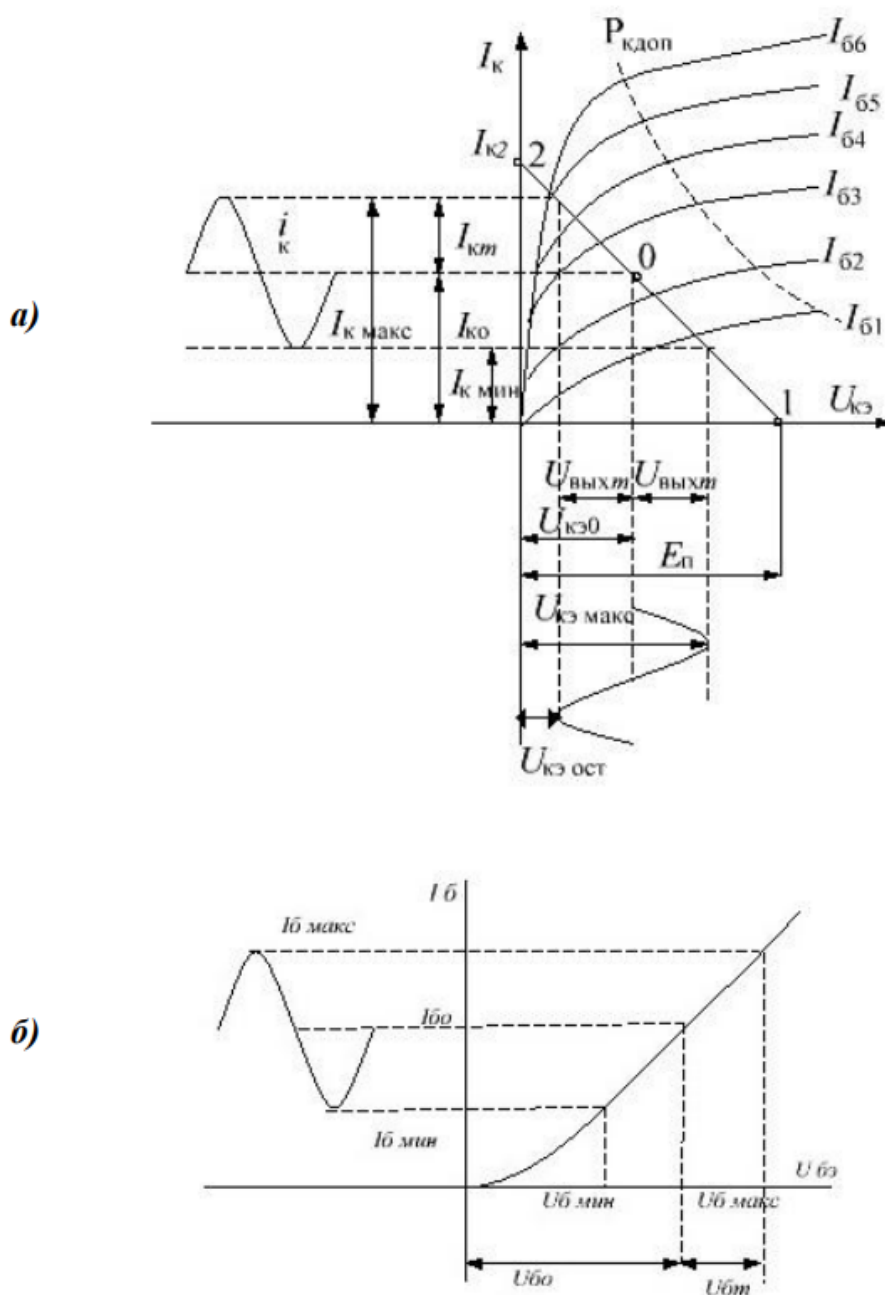 Pкдоп
Iк
Iб6
Iб5
Iк2
2
Iб4
Iб3
iк
Iкm
0
Iб2
а)
Iк макс
Iко
Iб1
Iк мин
1
Uкэ
Uвыхm
Uвыхm
Uкэ0
Eп
Uкэ макс
Uкэ ост
I б
Iб макс
Iбо
б)
Iб мин
U бэ
Uб мин
Uб макс
Uбо
Uбm